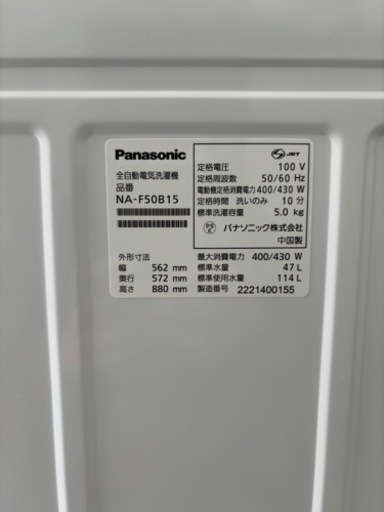 Panasonic
全自動電気洗濯機
品番
NA-F50B15
外形寸法
幅 562 mm
奥行 572 mm
高さ 880 mm
JET
定格電圧 100 V
定格周波数 50/60 Hz
電動機定格消費電力 400/430 W
定格時間 洗いのみ 10 分
標準洗濯容量 5.0 kg
パナソニック株式会社
中国製
最大消費電力 400/430 W
標準水量 47 L
標準使用水量 114 L
製造番号 2221400155